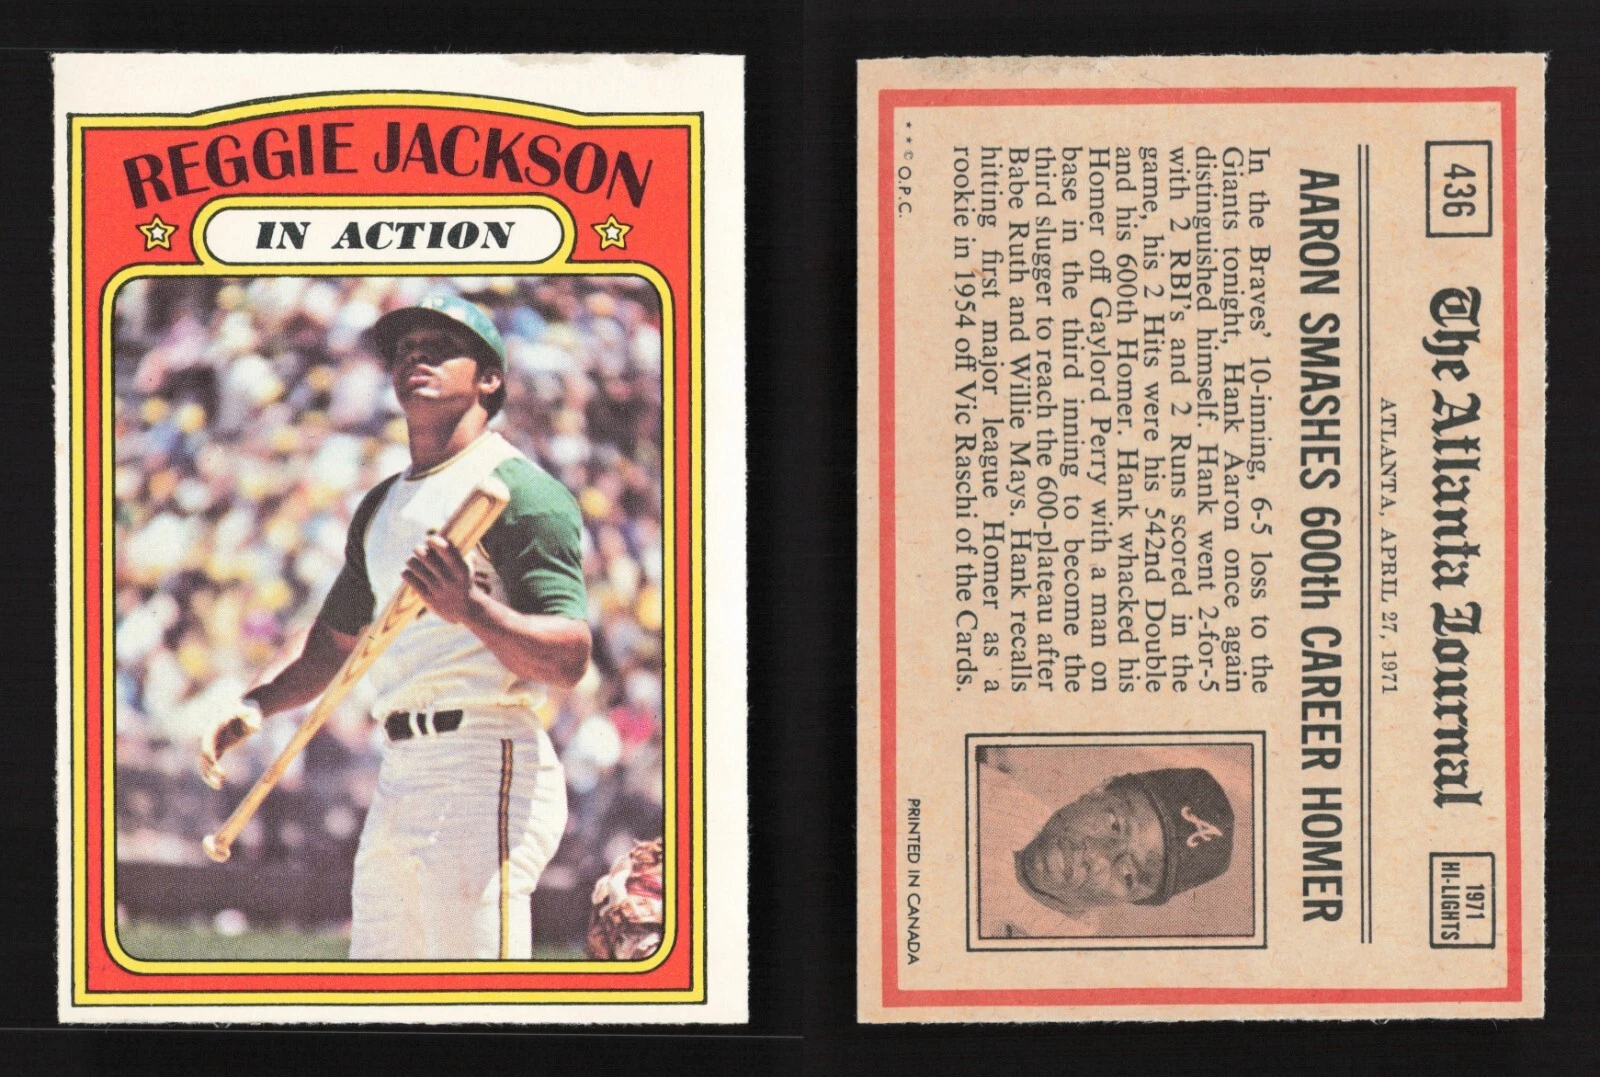 REGGIE JACKSON
IN ACTION
436
The Atlanta Journal
1971
HI-LIGHTS
ATLANTA, APRIL 27, 1971
AARON SMASHES 600th CAREER HOMER
In the Braves' 10-inning, 6-5 loss to the
Giants tonight, Hank Aaron once again
distinguished himself. Hank went 2-for-5
with 2 RBI's and 2 Runs scored in the
game, his 2 Hits were his 542nd Double
and his 600th Homer. Hank whacked his
Homer off Gaylord Perry with a man on
base in the third inning to become the
third slugger to reach the 600-plateau after
Babe Ruth and Willie Mays. Hank recalls
hitting first major league Homer as a
rookie in 1954 off Vic Raschi of the Cards.
A
**©O.P.C.
PRINTED IN CANADA